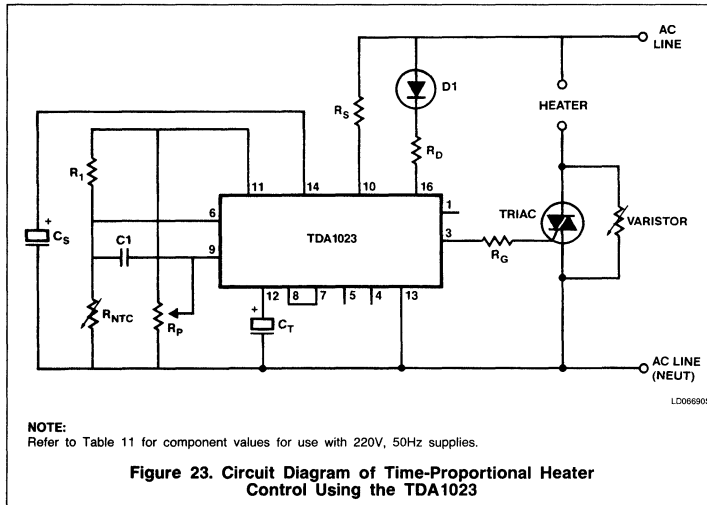 AC
LINE
D1
HEATER
RS
RD
R1
11
14
10
16
1
6
TDA1023
TRIAC
VARISTOR
+
CS
C1
9
3
RG
RNTC
RP
12
8
7
5
4
13
+
CT
AC LINE
(NEUT)
NOTE:
Refer to Table 11 for component values for use with 220V, 50Hz supplies.
Figure 23. Circuit Diagram of Time-Proportional Heater
Control Using the TDA1023